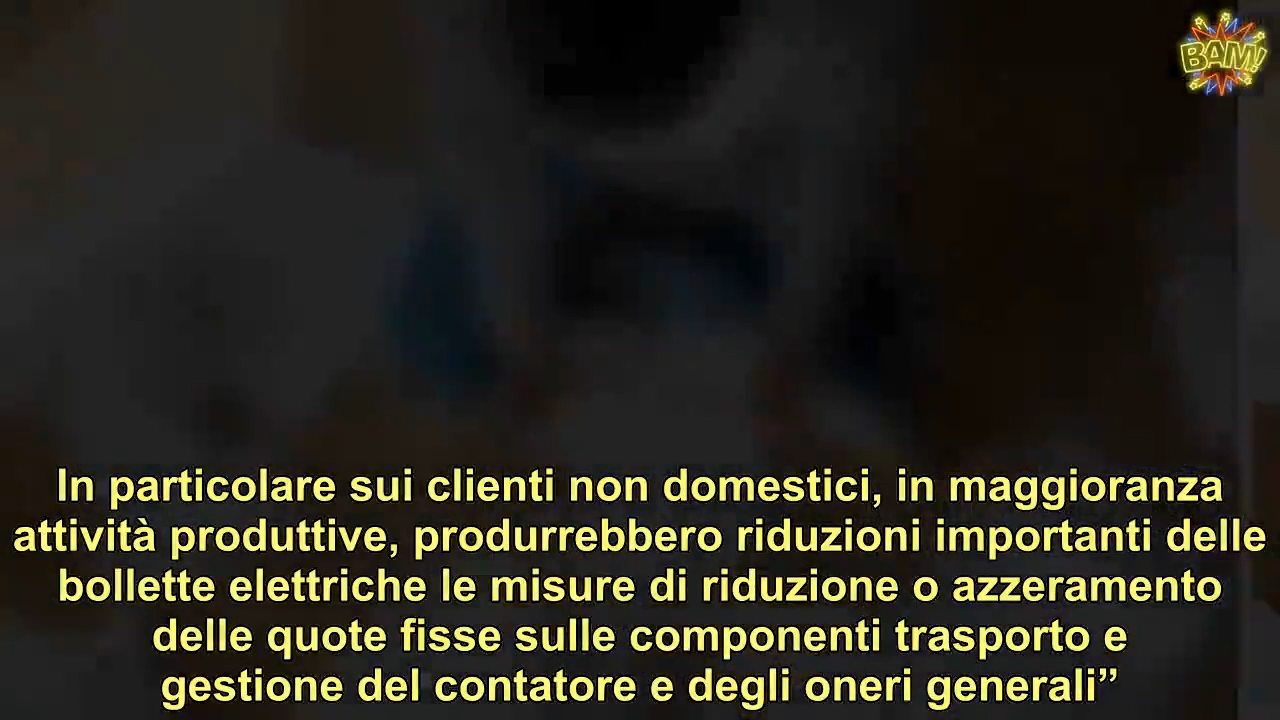 BAM!
In particolare sui clienti non domestici, in maggioranza
attività produttive, produrrebbero riduzioni importanti delle
bollette elettriche le misure di riduzione o azzeramento
delle quote fisse sulle componenti trasporto e
gestione del contatore e degli oneri generali”